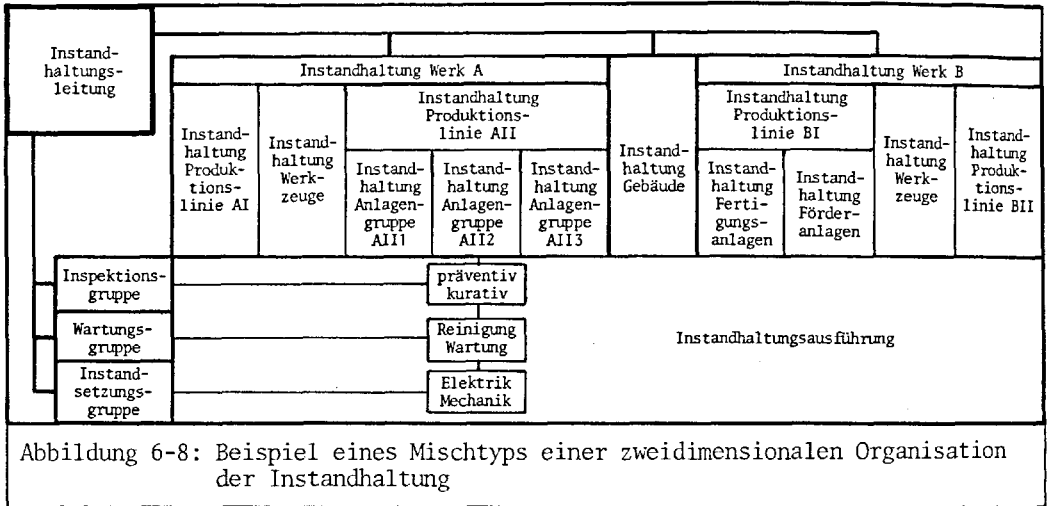 Instand-
haltungs-
leitung
Instandhaltung Werk A
Instandhaltung Werk B
Instand-
haltung
Produk-
tions-
linie AI
Instand-
haltung
Werk-
zeuge
Instandhaltung
Produktions-
linie AII
Instand-
haltung
Anlagen-
gruppe
AII1
Instand-
haltung
Anlagen-
gruppe
AII2
Instand-
haltung
Anlagen-
gruppe
AII3
Instand-
haltung
Gebäude
Instandhaltung
Produktions-
linie BI
Instand-
haltung
Ferti-
gungs-
anlagen
Instand-
haltung
Förder-
anlagen
Instand-
haltung
Werk-
zeuge
Instand-
haltung
Produk-
tions-
linie BII
Inspektions-
gruppe
präventiv
kurativ
Wartungs-
gruppe
Reinigung
Wartung
Instandhaltungsausführung
Instand-
setzungs-
gruppe
Elektrik
Mechanik
Abbildung 6-8: Beispiel eines Mischtyps einer zweidimensionalen Organisation
der Instandhaltung